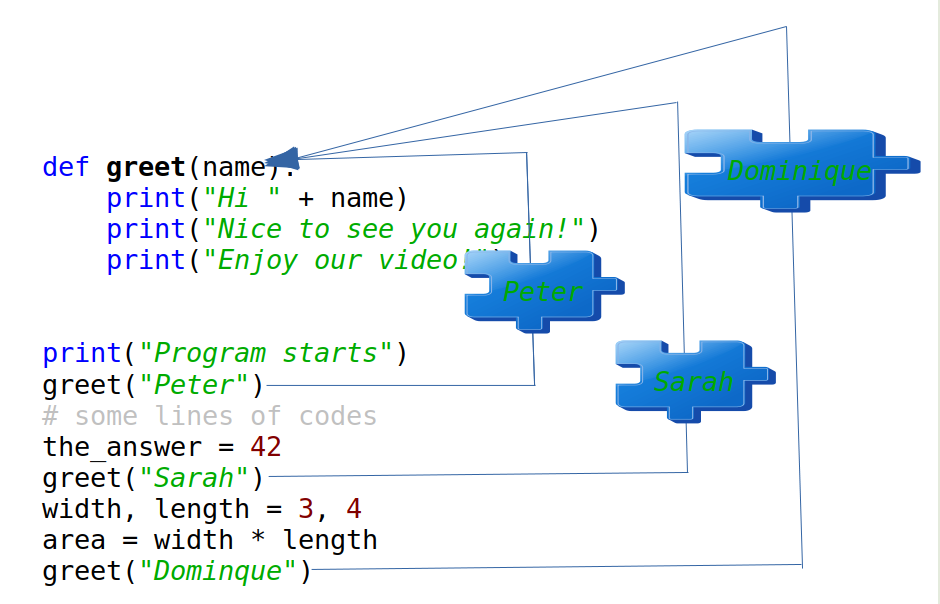 def greet(name):
    print("Hi " + name)
    print("Nice to see you again!")
    print("Enjoy our video!")
print("Program starts")
greet("Peter")
# some lines of codes
the_answer = 42
greet("Sarah")
width, length = 3, 4
area = width * length
greet("Dominque")
Dominique
Peter
Sarah